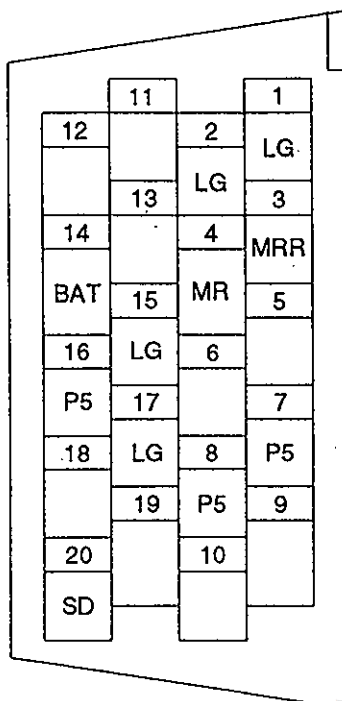 11 1
12 2
LG
LG
13 3
14 4
MRR
BAT MR
15 5
16 LG 6
P5 17 7
18 LG 8 P5
19 P5 9
20 10
SD